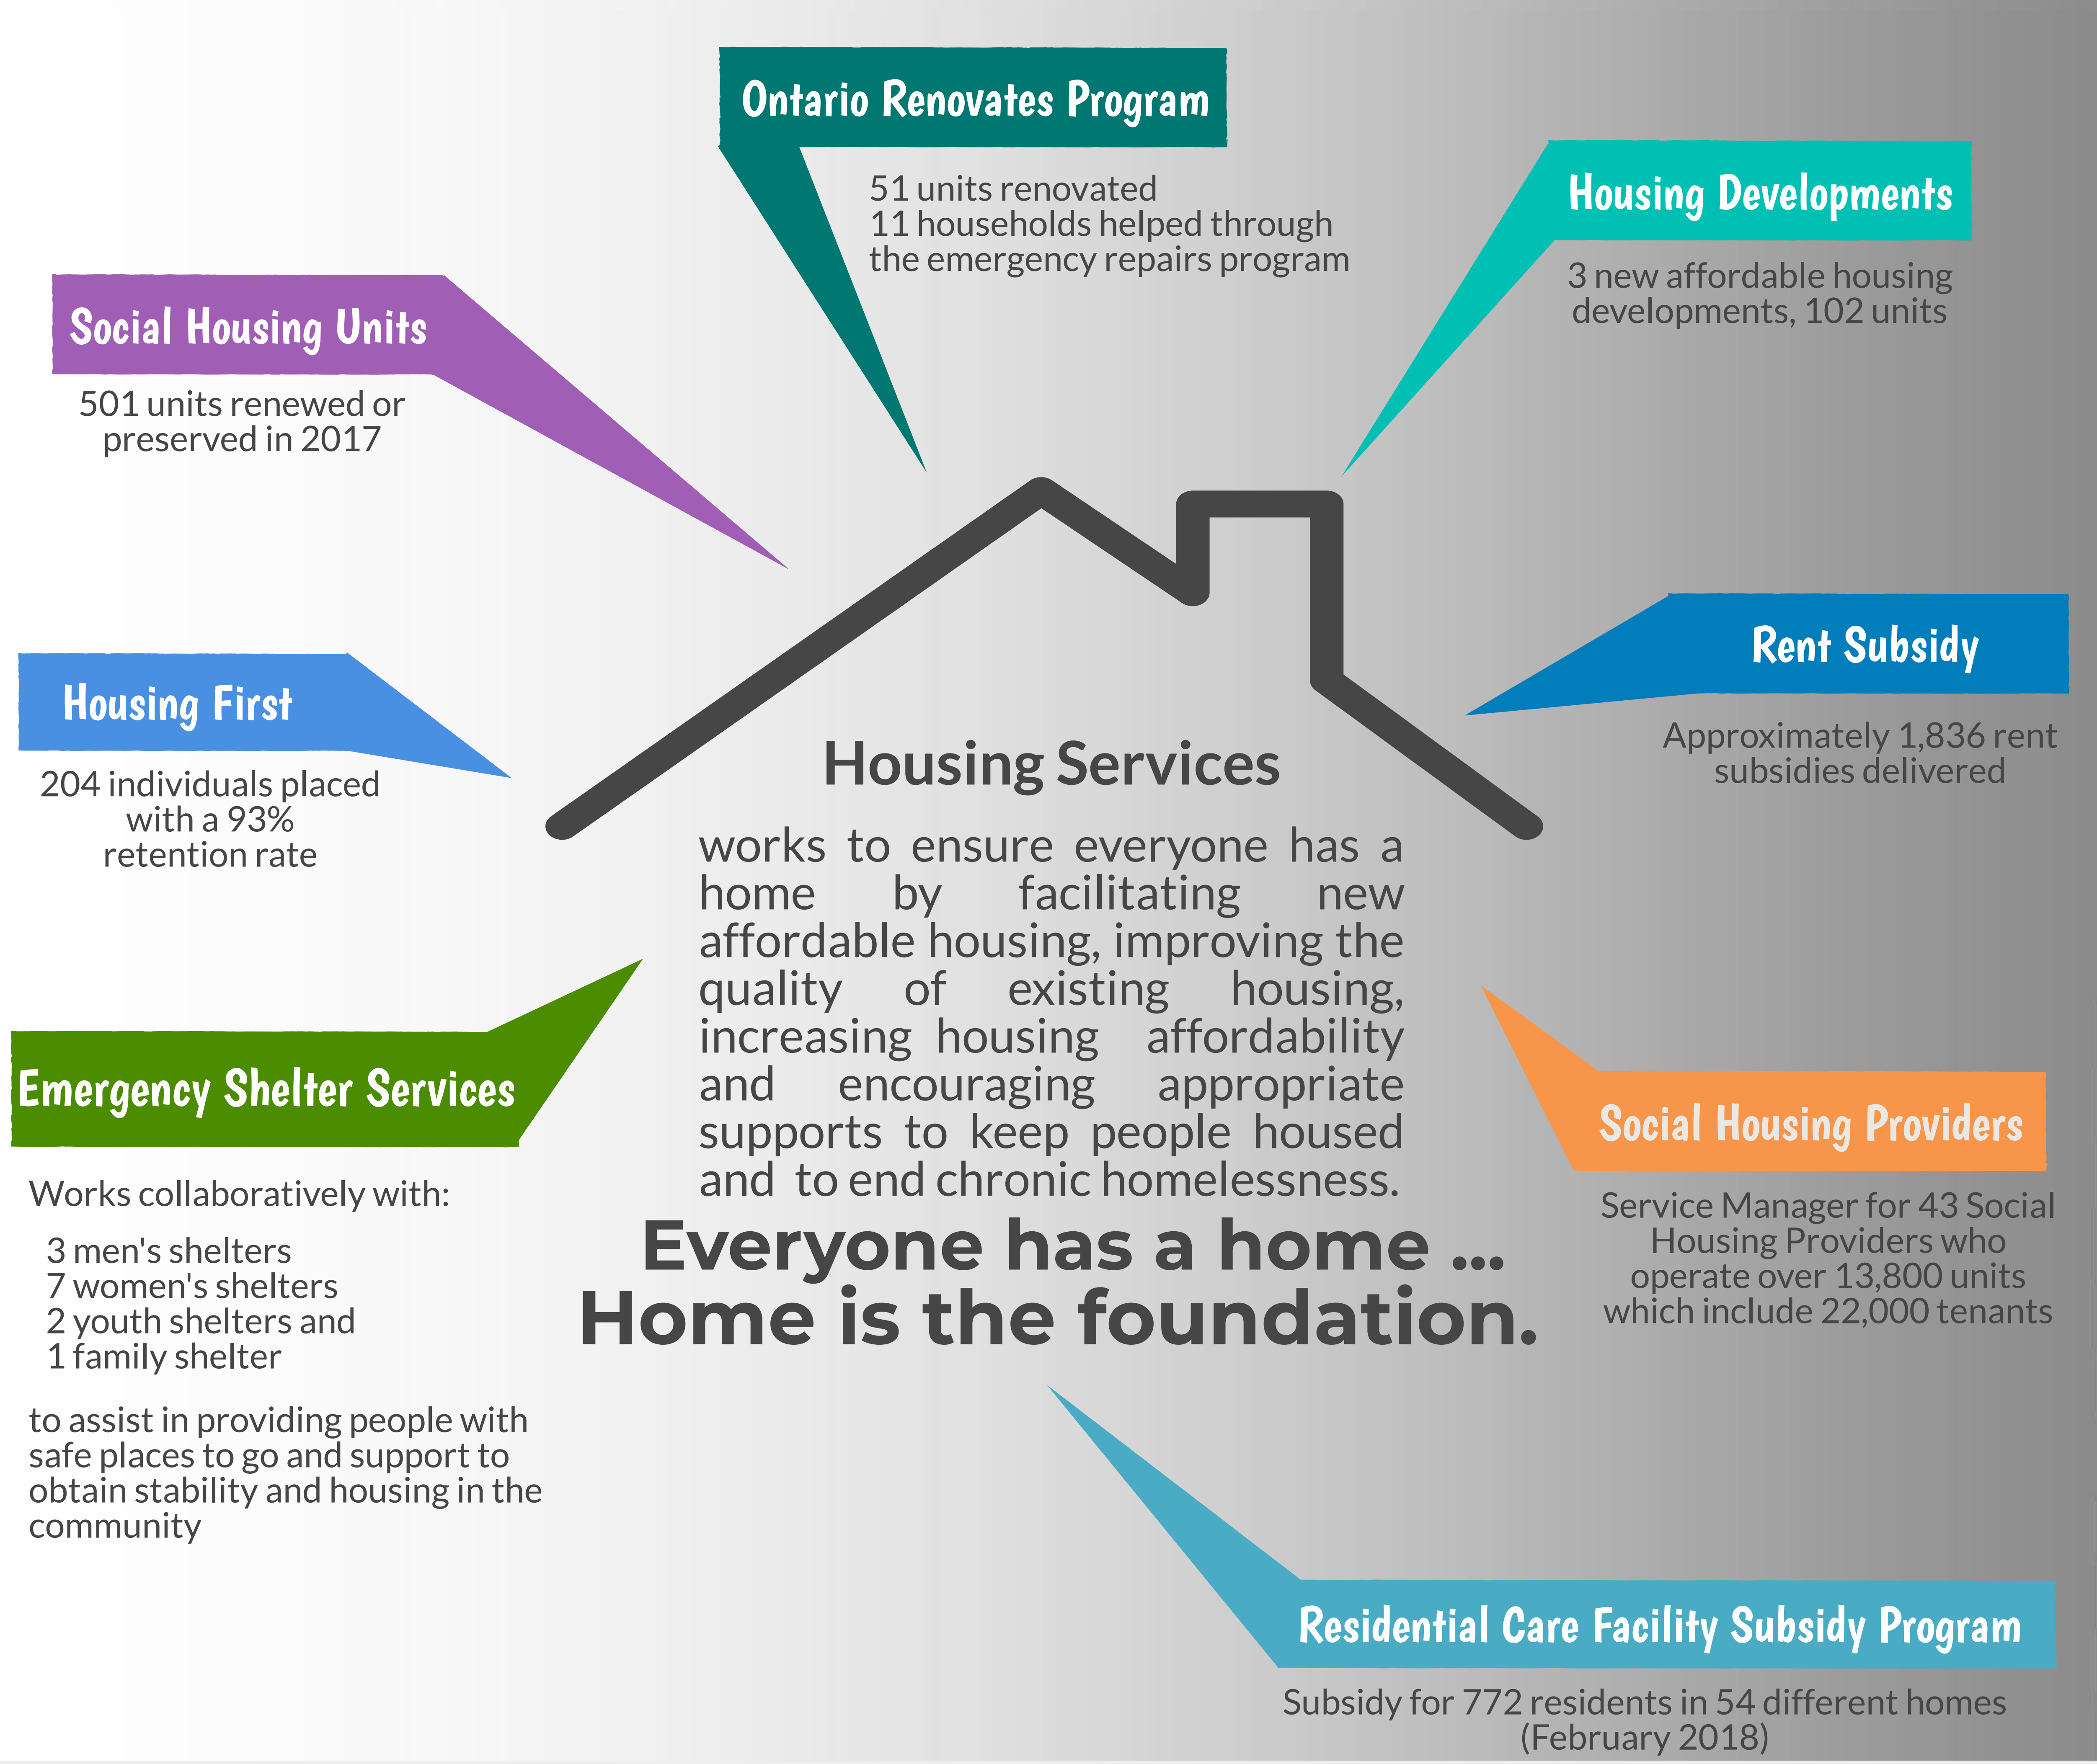 Ontario Renovates Program
51 units renovated
11 households helped through
the emergency repairs program
Housing Developments
3 new affordable housing
developments, 102 units
Social Housing Units
501 units renewed or
preserved in 2017
Rent Subsidy
Approximately 1,836 rent
subsidies delivered
Housing First
204 individuals placed
with a 93%
retention rate
Housing Services
works to ensure everyone has a
home by facilitating new
affordable housing, improving the
quality of existing housing,
increasing housing affordability
and encouraging appropriate
supports to keep people housed
and to end chronic homelessness.
Everyone has a home ...
Home is the foundation.
Emergency Shelter Services
Works collaboratively with:
3 men's shelters
7 women's shelters
2 youth shelters and
1 family shelter
to assist in providing people with
safe places to go and support to
obtain stability and housing in the
community
Social Housing Providers
Service Manager for 43 Social
Housing Providers who
operate over 13,800 units
which include 22,000 tenants
Residential Care Facility Subsidy Program
Subsidy for 772 residents in 54 different homes
(February 2018)